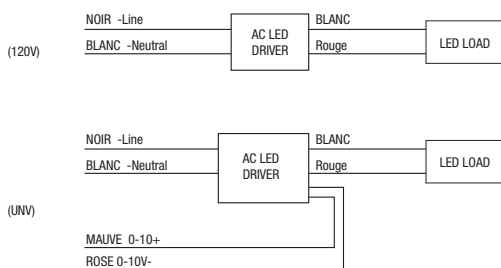 NOIR -Line
BLANC -Neutral
(120V)
AC LED
DRIVER
BLANC
Rouge
LED LOAD
NOIR -Line
BLANC -Neutral
(UNV)
AC LED
DRIVER
BLANC
Rouge
LED LOAD
MAUVE 0-10+
ROSE 0-10V-